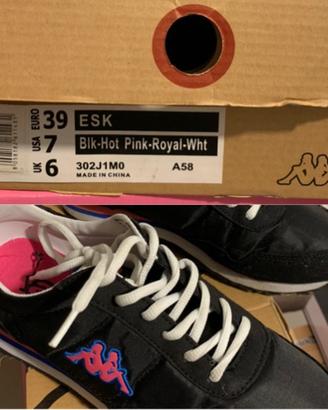 EURO 39
USA 7
UK 6
ESK
Blk-Hot Pink-Royal-Wht
302J1M0 A58
MADE IN CHINA